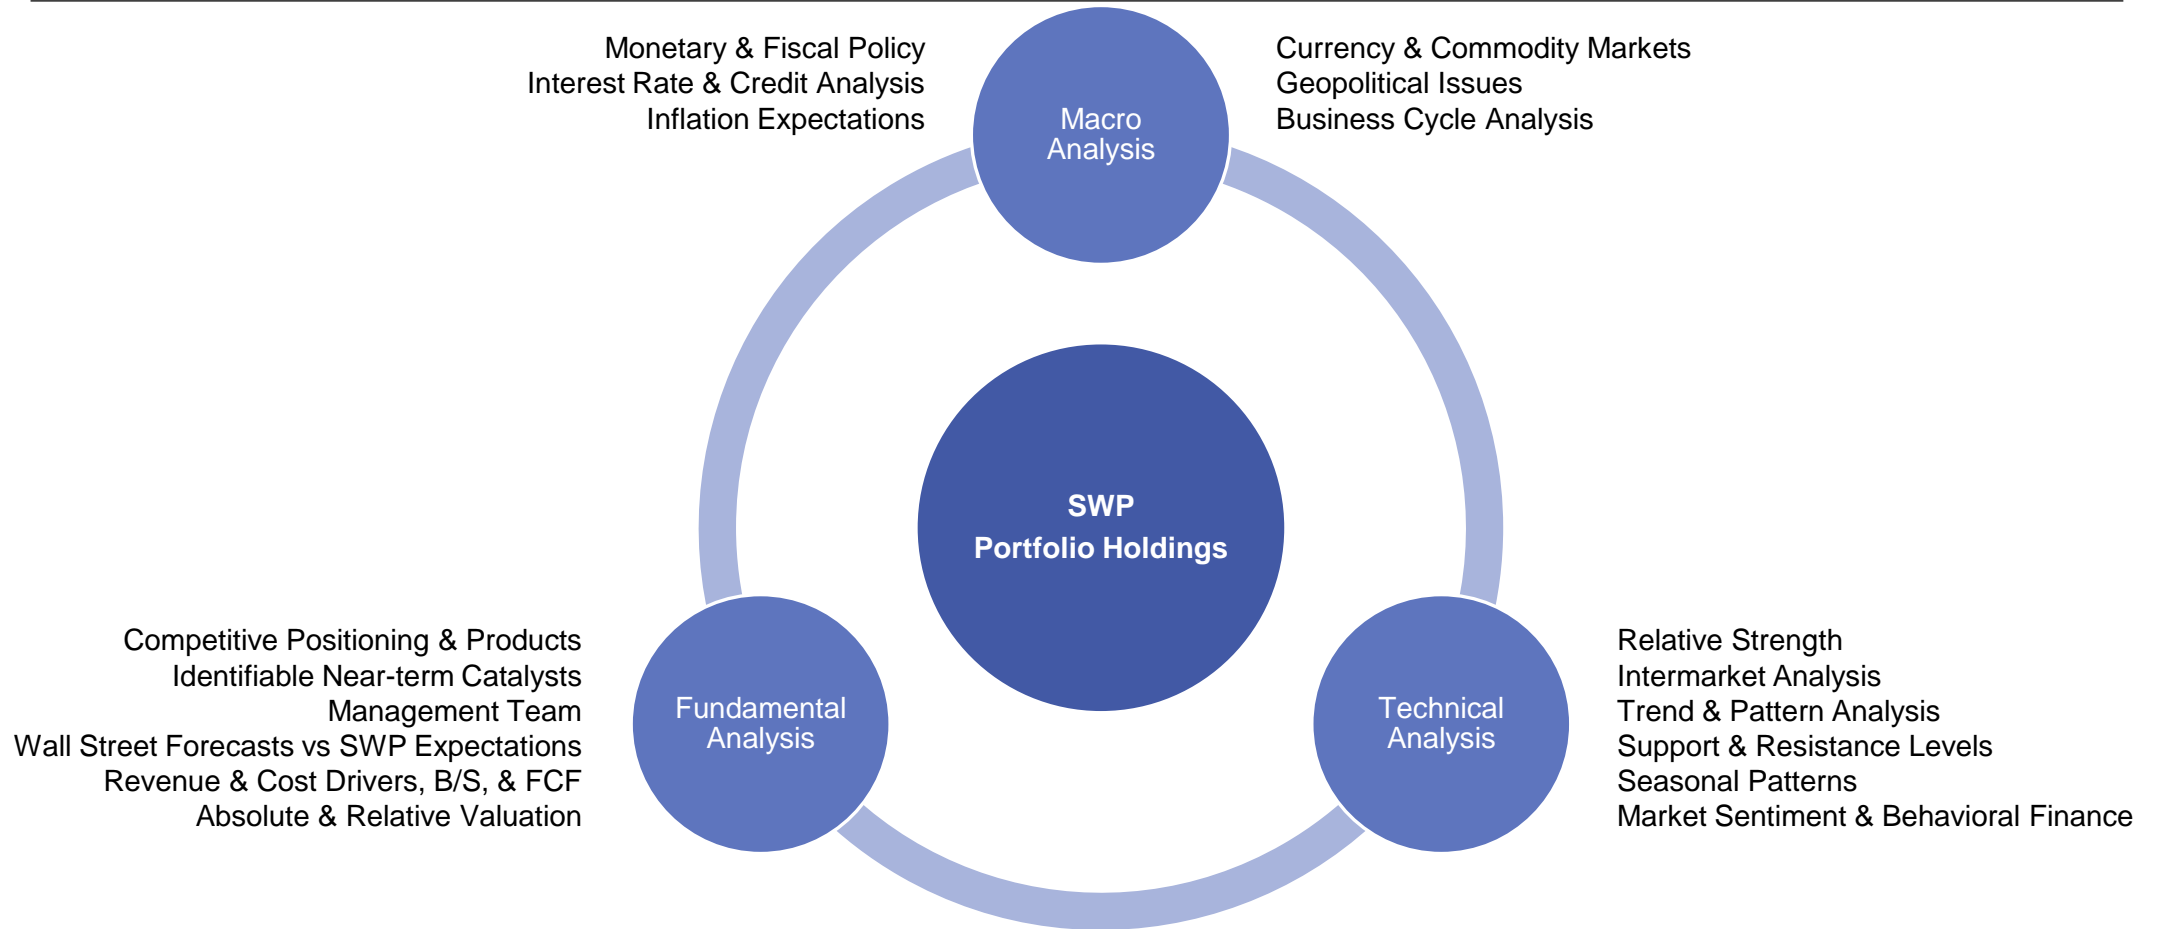 Monetary & Fiscal Policy
Interest Rate & Credit Analysis
Inflation Expectations
Macro
Analysis
Currency & Commodity Markets
Geopolitical Issues
Business Cycle Analysis
SWP
Portfolio Holdings
Competitive Positioning & Products
Identifiable Near-term Catalysts
Management Team
Wall Street Forecasts vs SWP Expectations
Revenue & Cost Drivers, B/S, & FCF
Absolute & Relative Valuation
Fundamental
Analysis
Technical
Analysis
Relative Strength
Intermarket Analysis
Trend & Pattern Analysis
Support & Resistance Levels
Seasonal Patterns
Market Sentiment & Behavioral Finance